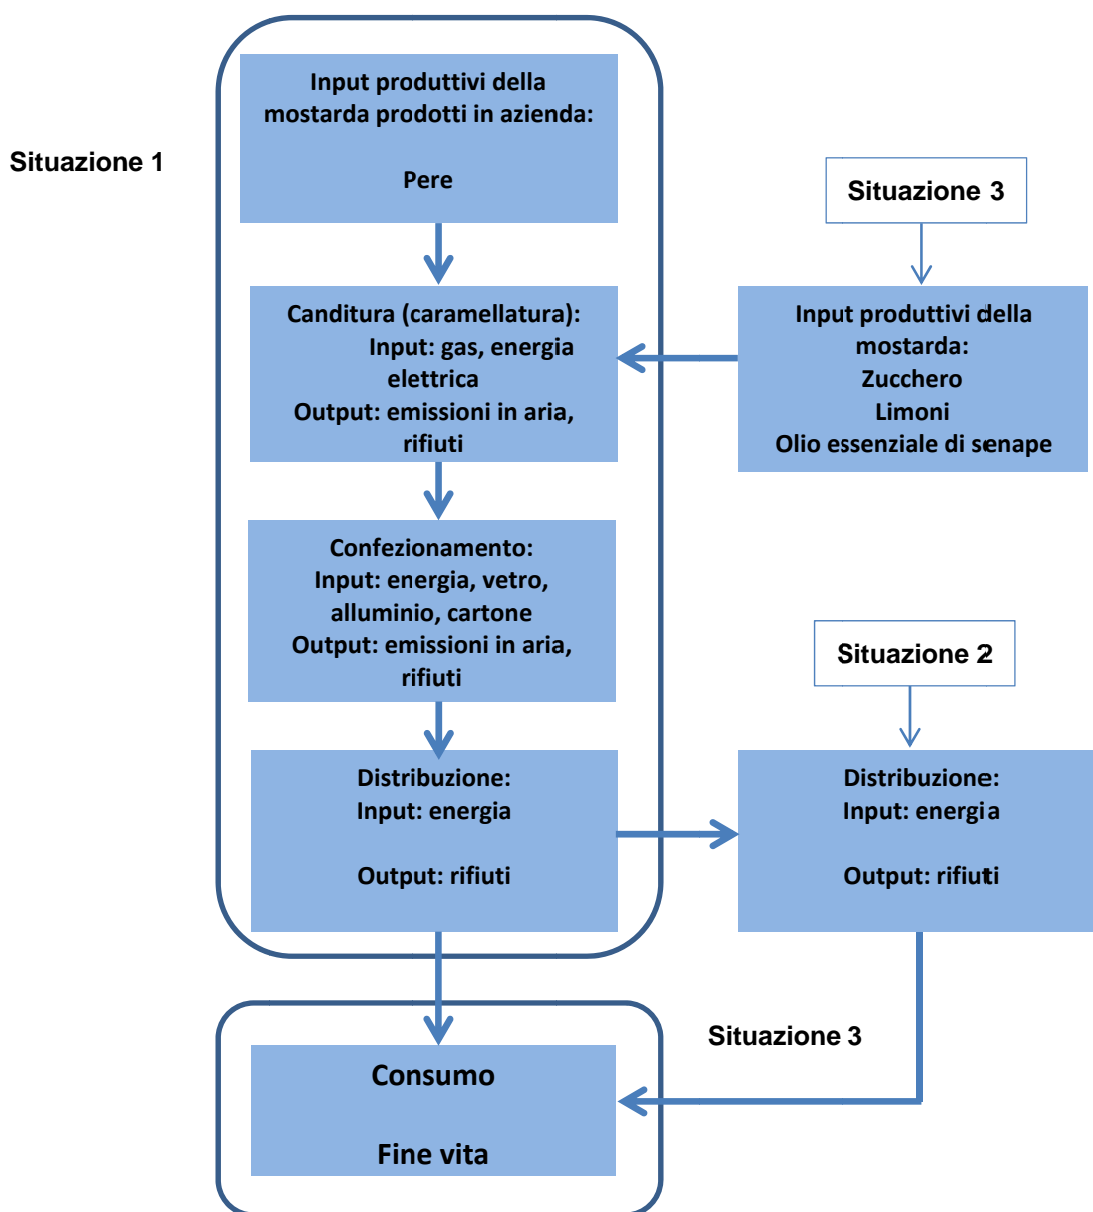 Situazione 1
Input produttivi della
mostarda prodotti in azienda:
Pere
Situazione 3
Canditura (caramellatura):
Input: gas, energia
elettrica
Output: emissioni in aria,
rifiuti
Input produttivi della
mostarda:
Zucchero
Limoni
Olio essenziale di senape
Confezionamento:
Input: energia, vetro,
alluminio, cartone
Output: emissioni in aria,
rifiuti
Situazione 2
Distribuzione:
Input: energia
Output: rifiuti
Distribuzione:
Input: energia
Output: rifiuti
Situazione 3
Consumo
Fine vita